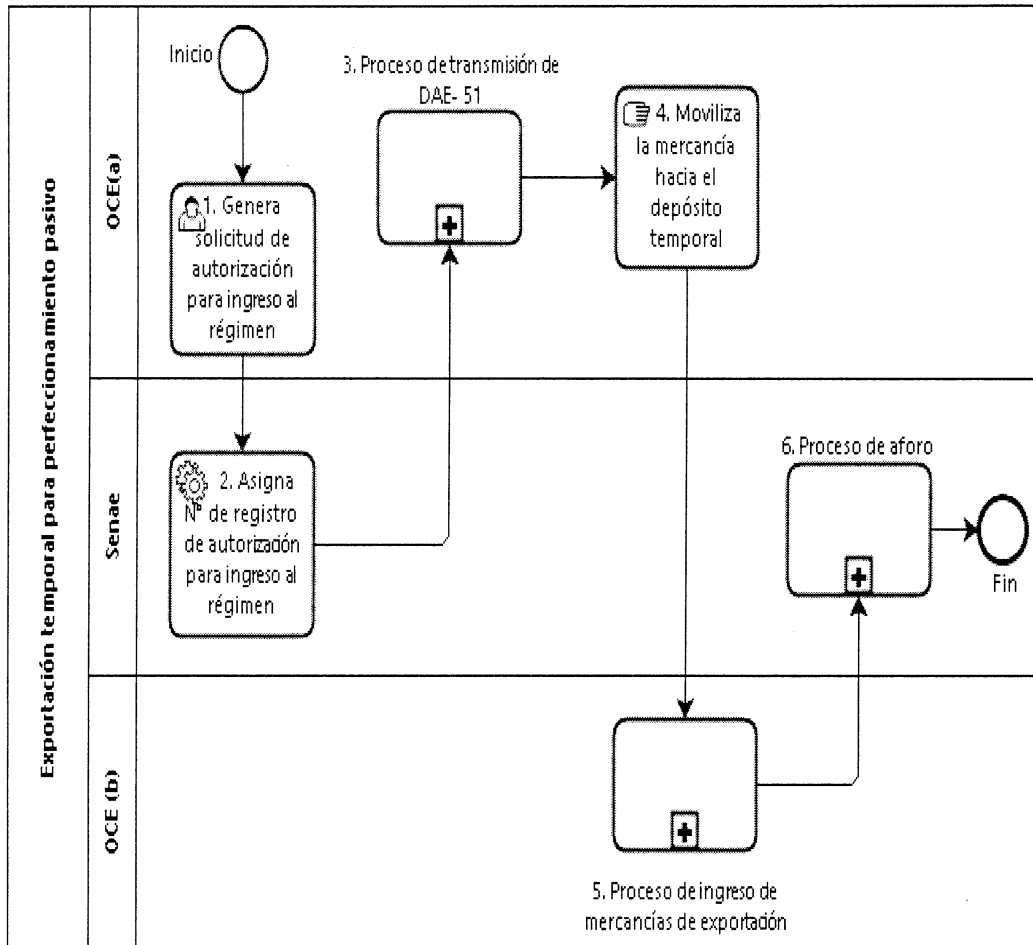 Exportación temporal para perfeccionamiento pasivo
OCE(a)
Inicio
1. Genera
solicitud de
autorización
para ingreso al
régimen
3. Proceso de transmisión de
DAE- 51
4. Moviliza
la mercancía
hacia el
depósito
temporal
Senae
2. Asigna
N° de registro
de autorización
para ingreso al
régimen
6. Proceso de aforo
Fin
OCE (b)
5. Proceso de ingreso de
mercancías de exportación